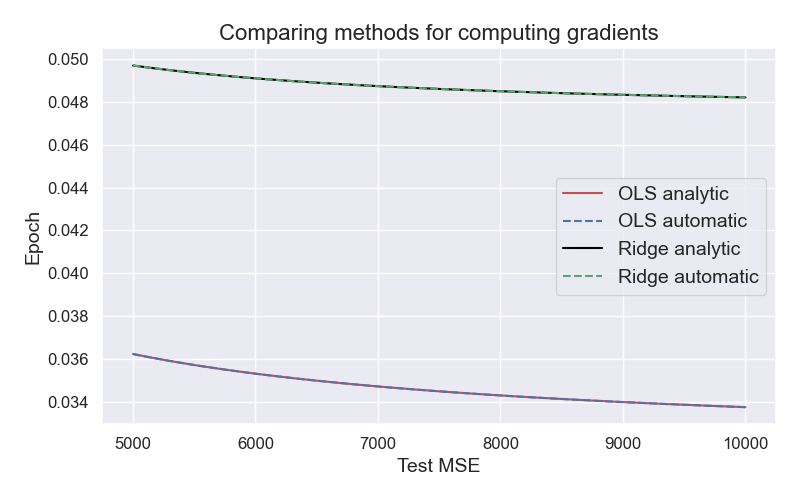 Comparing methods for computing gradients
0.050
0.048
0.046
0.044
0.042
0.040
0.038
0.036
0.034
Epoch
OLS analytic
OLS automatic
Ridge analytic
Ridge automatic
5000 6000 7000 8000 9000 10000
Test MSE